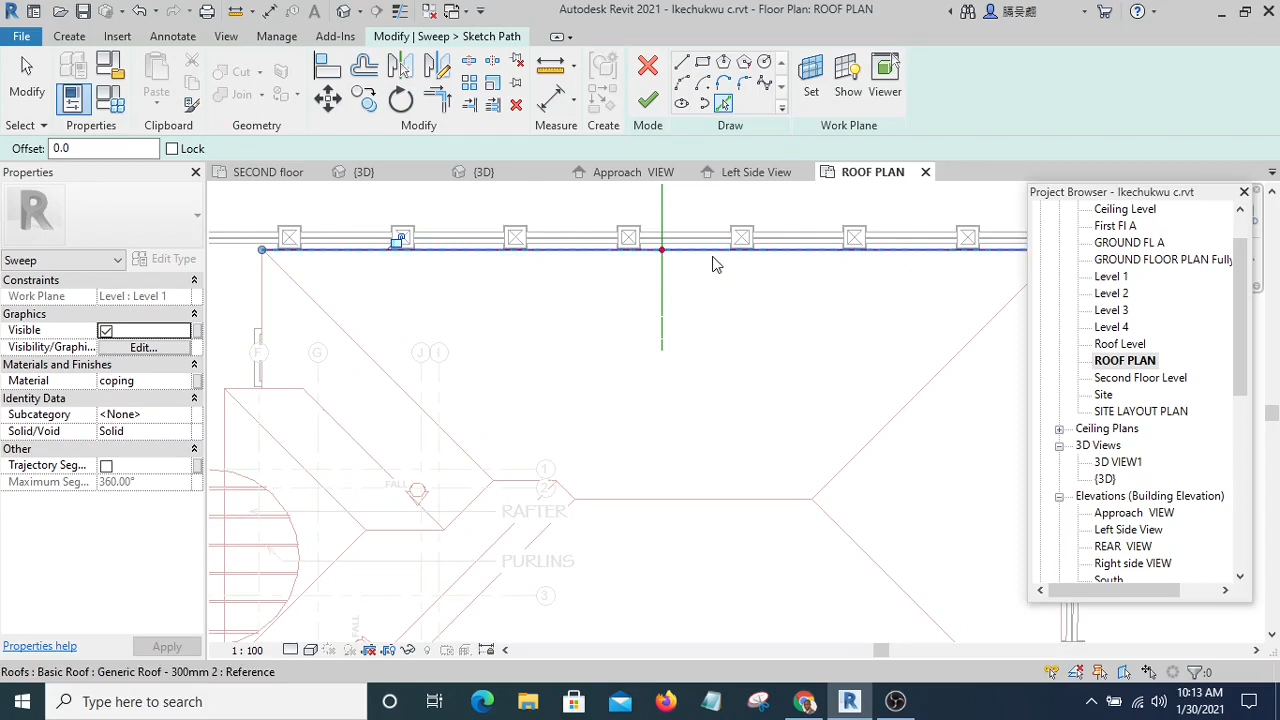 Autodesk Revit 2021 - Ikechukwu c.rvt - Floor Plan: ROOF PLAN
File Create Insert Annotate View Manage Add-Ins Modify | Sweep > Sketch Path
Modify Paste Cut Join Set Show Viewer
Select Properties Clipboard Geometry Modify Measure Create Mode Draw Work Plane
Offset: 0.0 Lock
Properties SECOND floor {3D} {3D} Approach VIEW Left Side View ROOF PLAN
Project Browser - Ikechukwu c.rvt
Ceiling Level
First Fl A
GROUND FL A
GROUND FLOOR PLAN Fully
Level 1
Level 2
Level 3
Level 4
Roof Level
ROOF PLAN
Second Floor Level
Site
SITE LAYOUT PLAN
Ceiling Plans
3D Views
3D VIEW1
{3D}
Elevations (Building Elevation)
Approach VIEW
Left Side View
REAR VIEW
Right side VIEW
South
Sweep Edit Type
Constraints
Work Plane Level : Level 1
Graphics
Visible
Visibility/Graphi... Edit...
Materials and Finishes
Material coping
Identity Data
Subcategory <None>
Solid/Void Solid
Other
Trajectory Seg...
Maximum Seg... 360.00°
Properties help Apply
F G J I
1
2
3
FALL
RAFTER
PURLINS
FALL
1 : 100
Roofs : Basic Roof : Generic Roof - 300mm 2 : Reference
:0
Type here to search
10:13 AM
1/30/2021